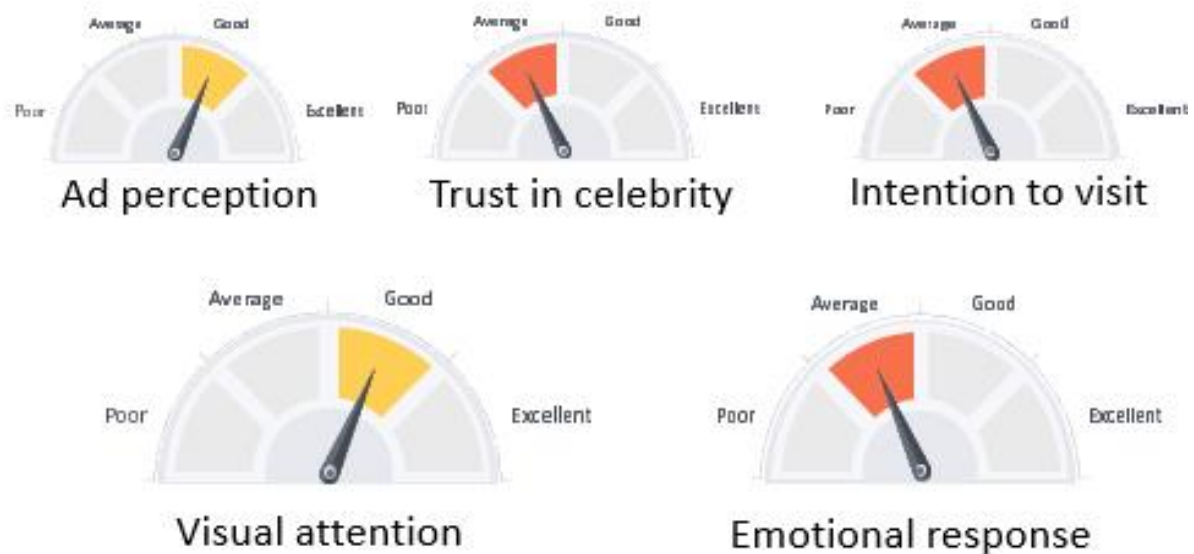 Average Good
Poor Excellent
Ad perception
Average Good
Poor Excellent
Trust in celebrity
Average Good
Poor Excellent
Intention to visit
Average Good
Poor Excellent
Visual attention
Average Good
Poor Excellent
Emotional response